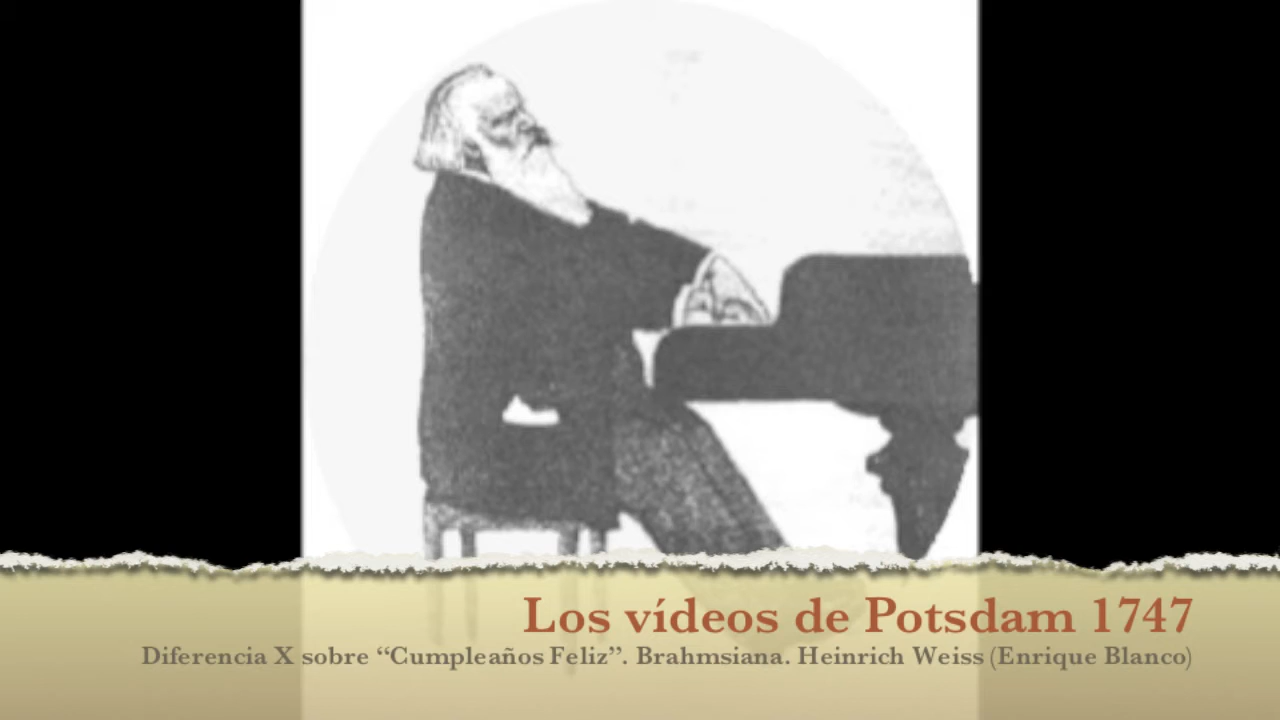 Los vídeos de Potsdam 1747
Diferencia X sobre “Cumpleaños Feliz”. Brahmsiana. Heinrich Weiss (Enrique Blanco)